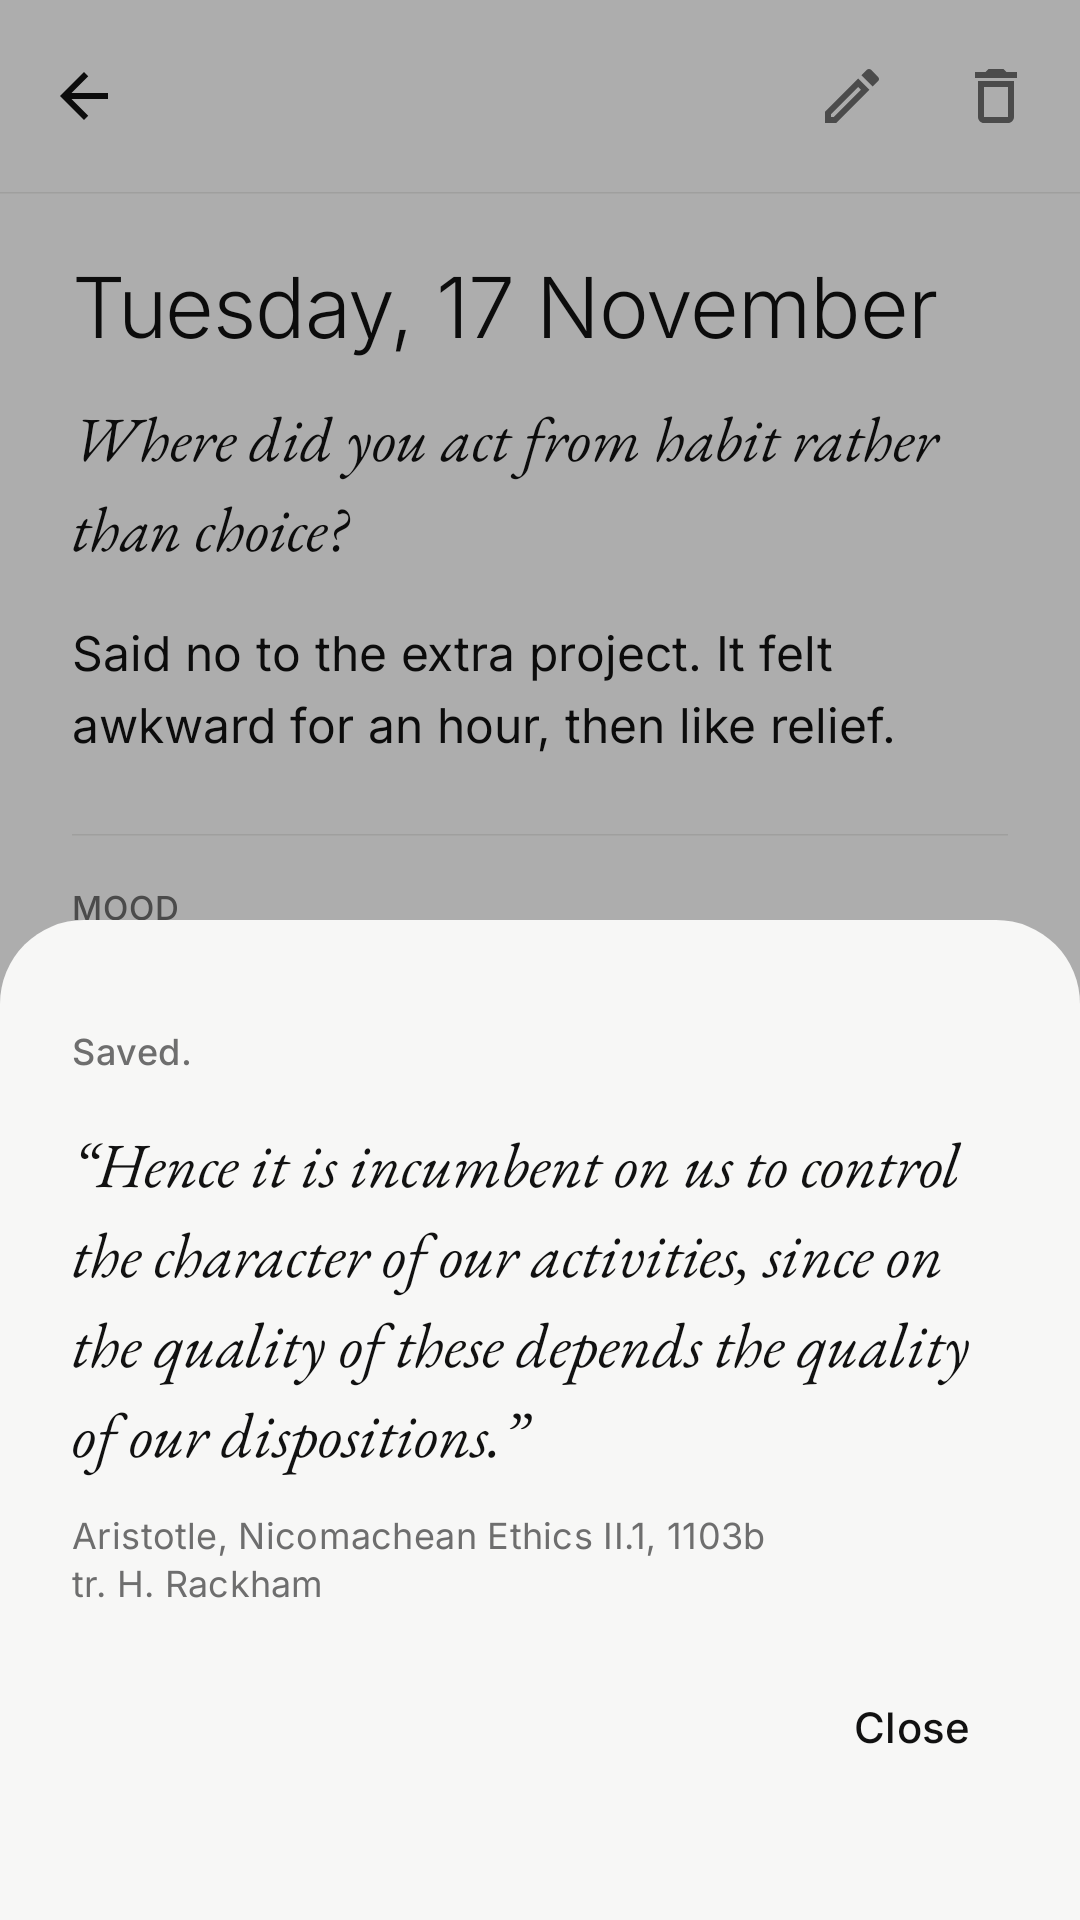 Tuesday, 17 November
Where did you act from habit rather
than choice?
Said no to the extra project. It felt
awkward for an hour, then like relief.
MOOD
Saved.
“Hence it is incumbent on us to control
the character of our activities, since on
the quality of these depends the quality
of our dispositions.”
Aristotle, Nicomachean Ethics II.1, 1103b
tr. H. Rackham
Close